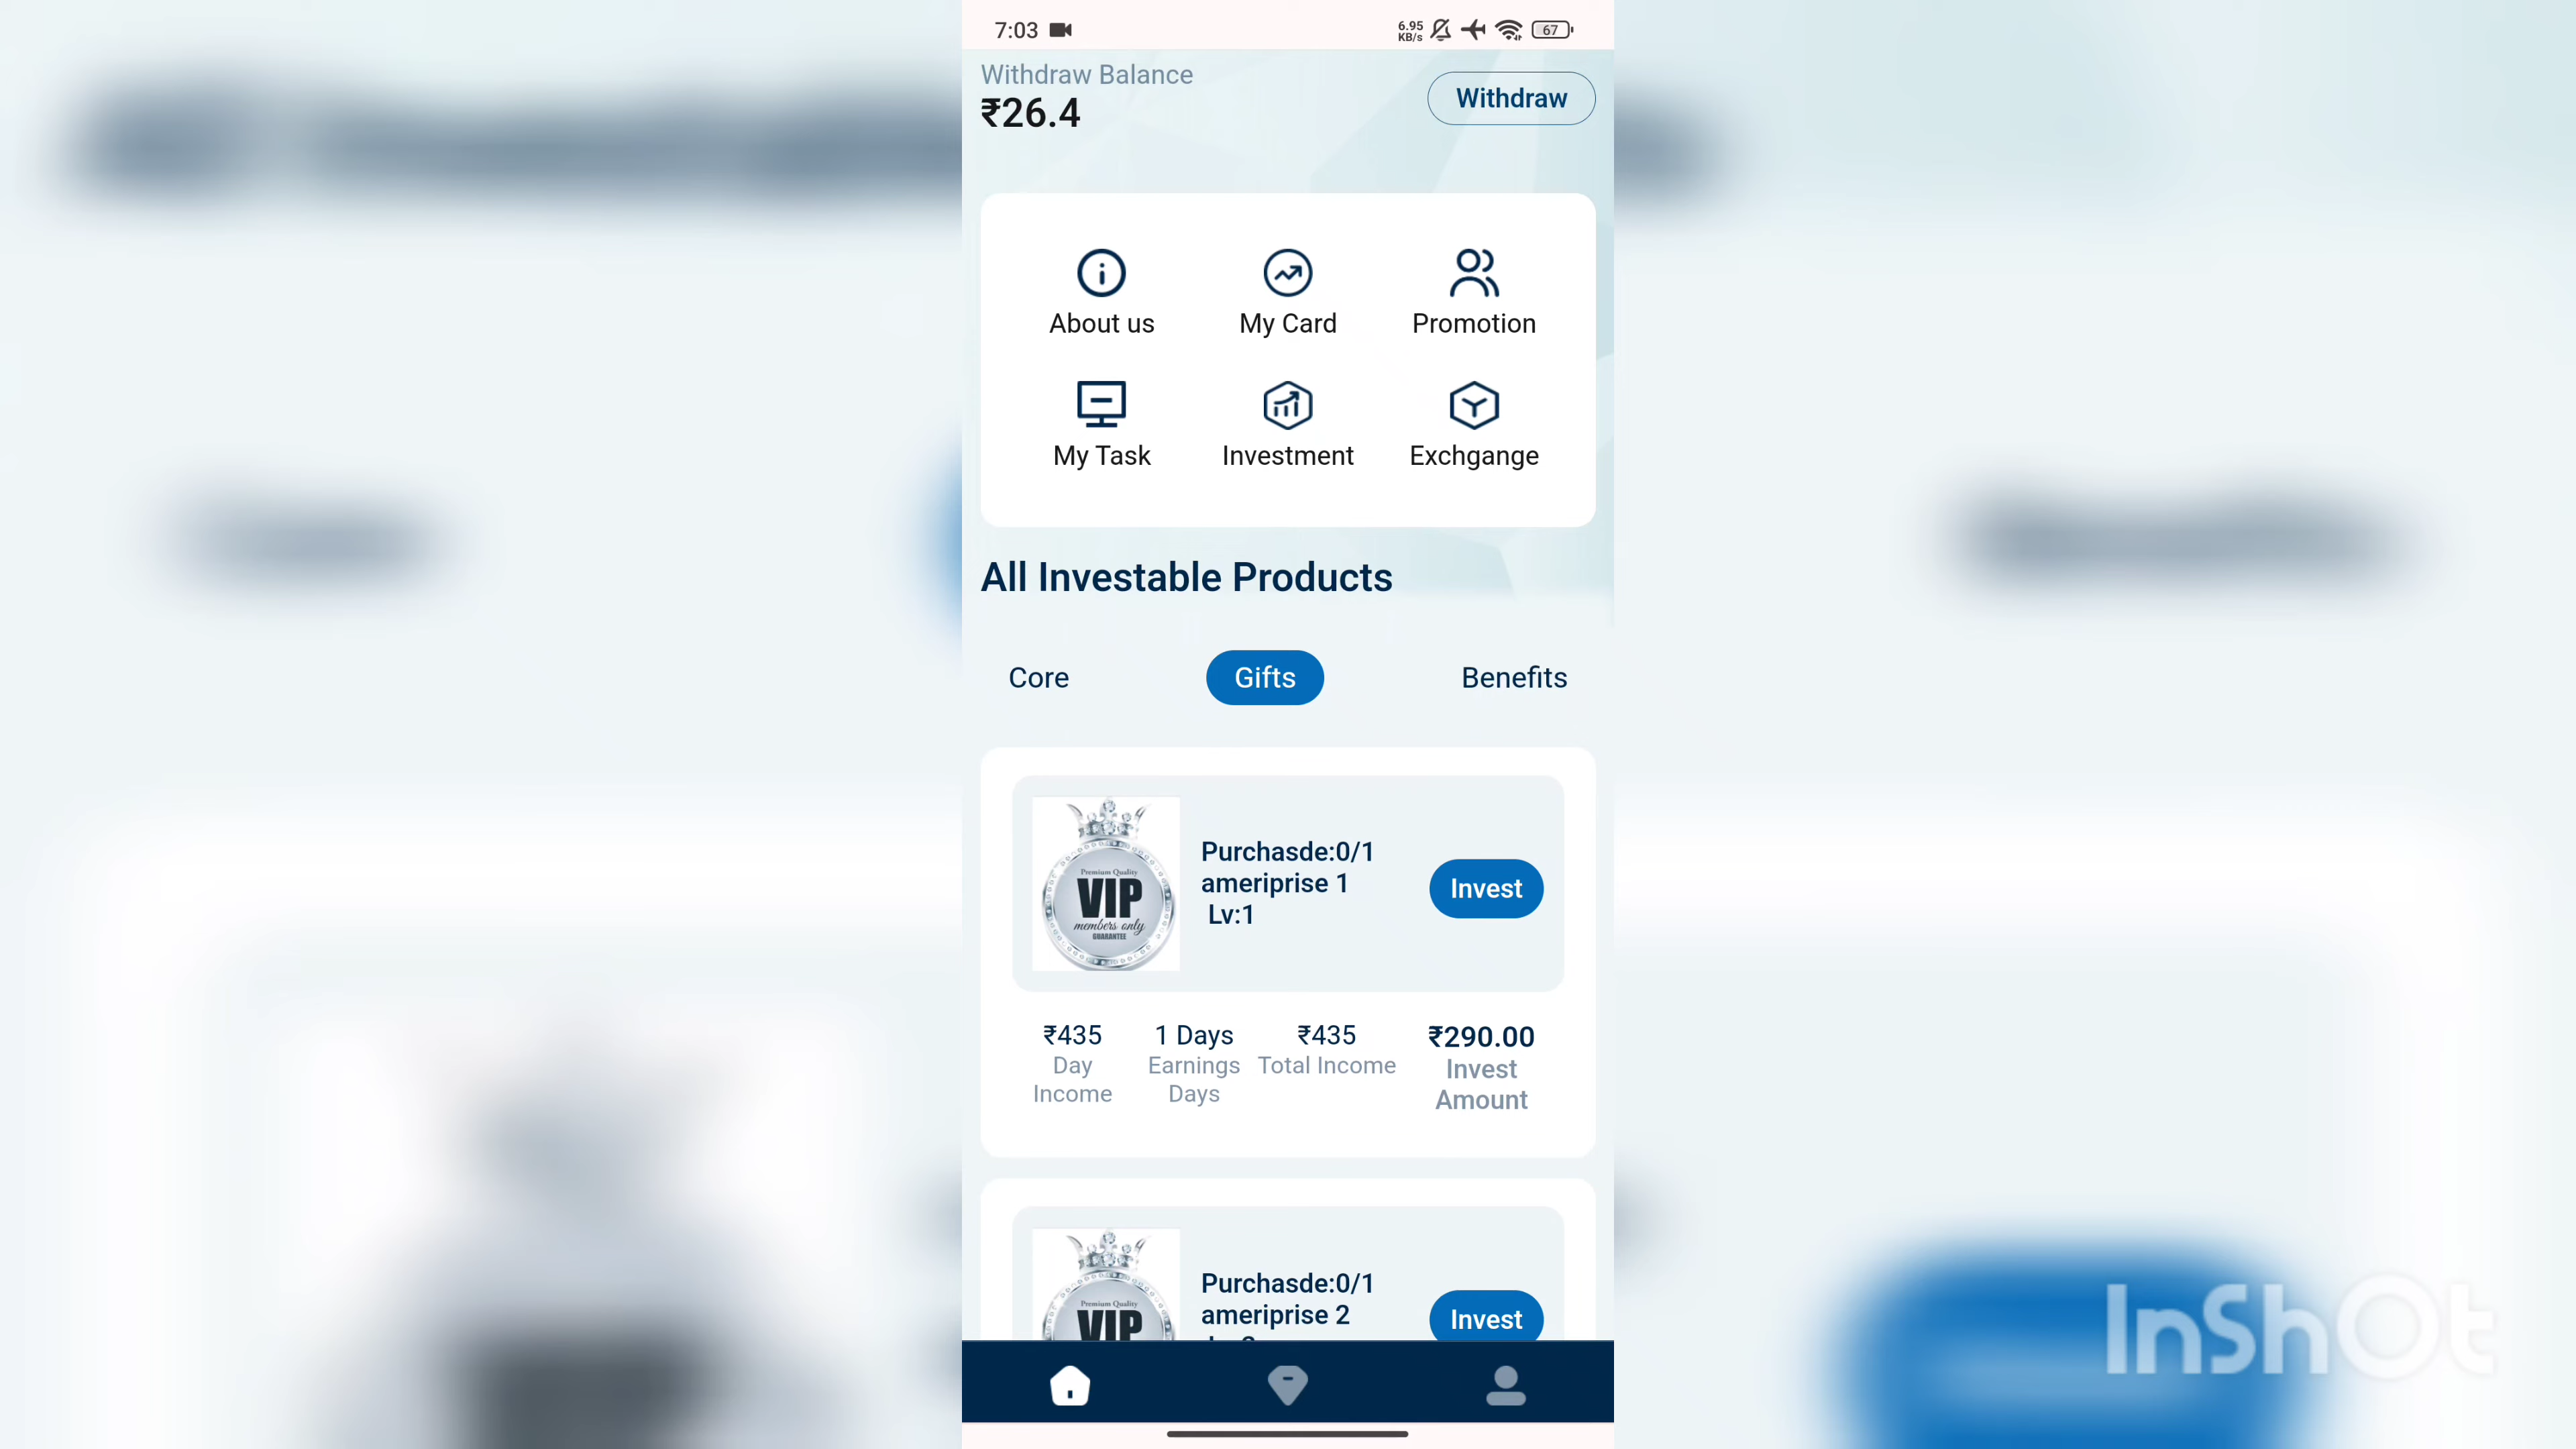 7:03
6.95
KB/s
67
Withdraw Balance
₹26.4
Withdraw
About us
My Card
Promotion
My Task
Investment
Exchgange
All Investable Products
Core
Gifts
Benefits
Premium Quality
VIP
members only
GUARANTEE
Purchasde:0/1
ameriprise 1
Lv:1
Invest
₹435
Day
Income
1 Days
Earnings
Days
₹435
Total Income
₹290.00
Invest
Amount
Premium Quality
VIP
Purchasde:0/1
ameriprise 2
Invest
InShOt